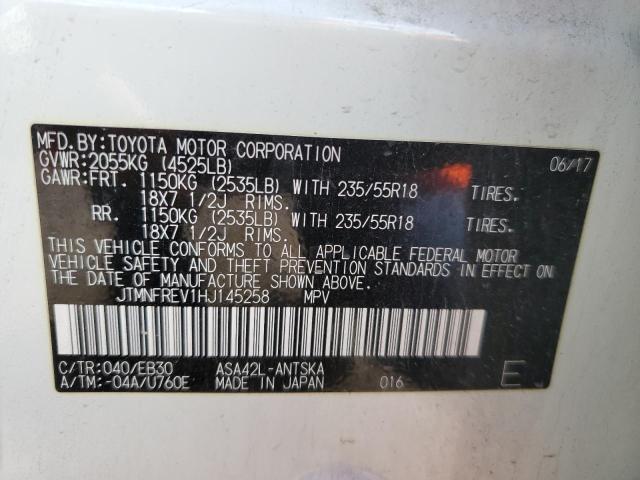 MFD.BY:TOYOTA MOTOR CORPORATION 06/17
GVWR:2055KG (4525LB)
GAWR:FRT. 1150KG (2535LB) WITH 235/55R18 TIRES.
18X7 1/2J RIMS.
RR. 1150KG (2535LB) WITH 235/55R18 TIRES.
18X7 1/2J RIMS.
THIS VEHICLE CONFORMS TO ALL APPLICABLE FEDERAL MOTOR
VEHICLE SAFETY AND THEFT PREVENTION STANDARDS IN EFFECT ON
THE DATE OF MANUFACTURE SHOWN ABOVE.
JTMNFREV1HJ145258 MPV
C/TR:040/EB30 ASA42L-ANTSKA
A/TM:-04A/U760E MADE IN JAPAN 016 E